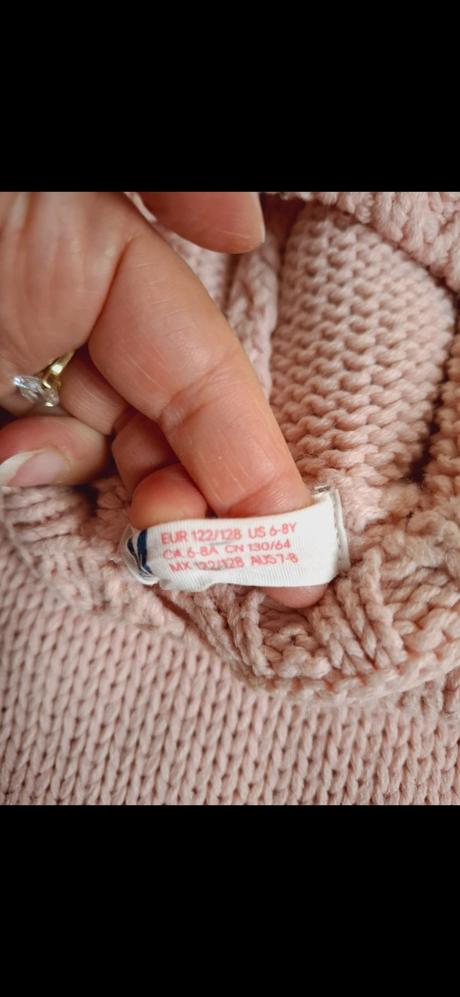 EUR 122/128 US 6-8Y
CA 6-8A CN 130/64
MX 122/128 AUS 7-8